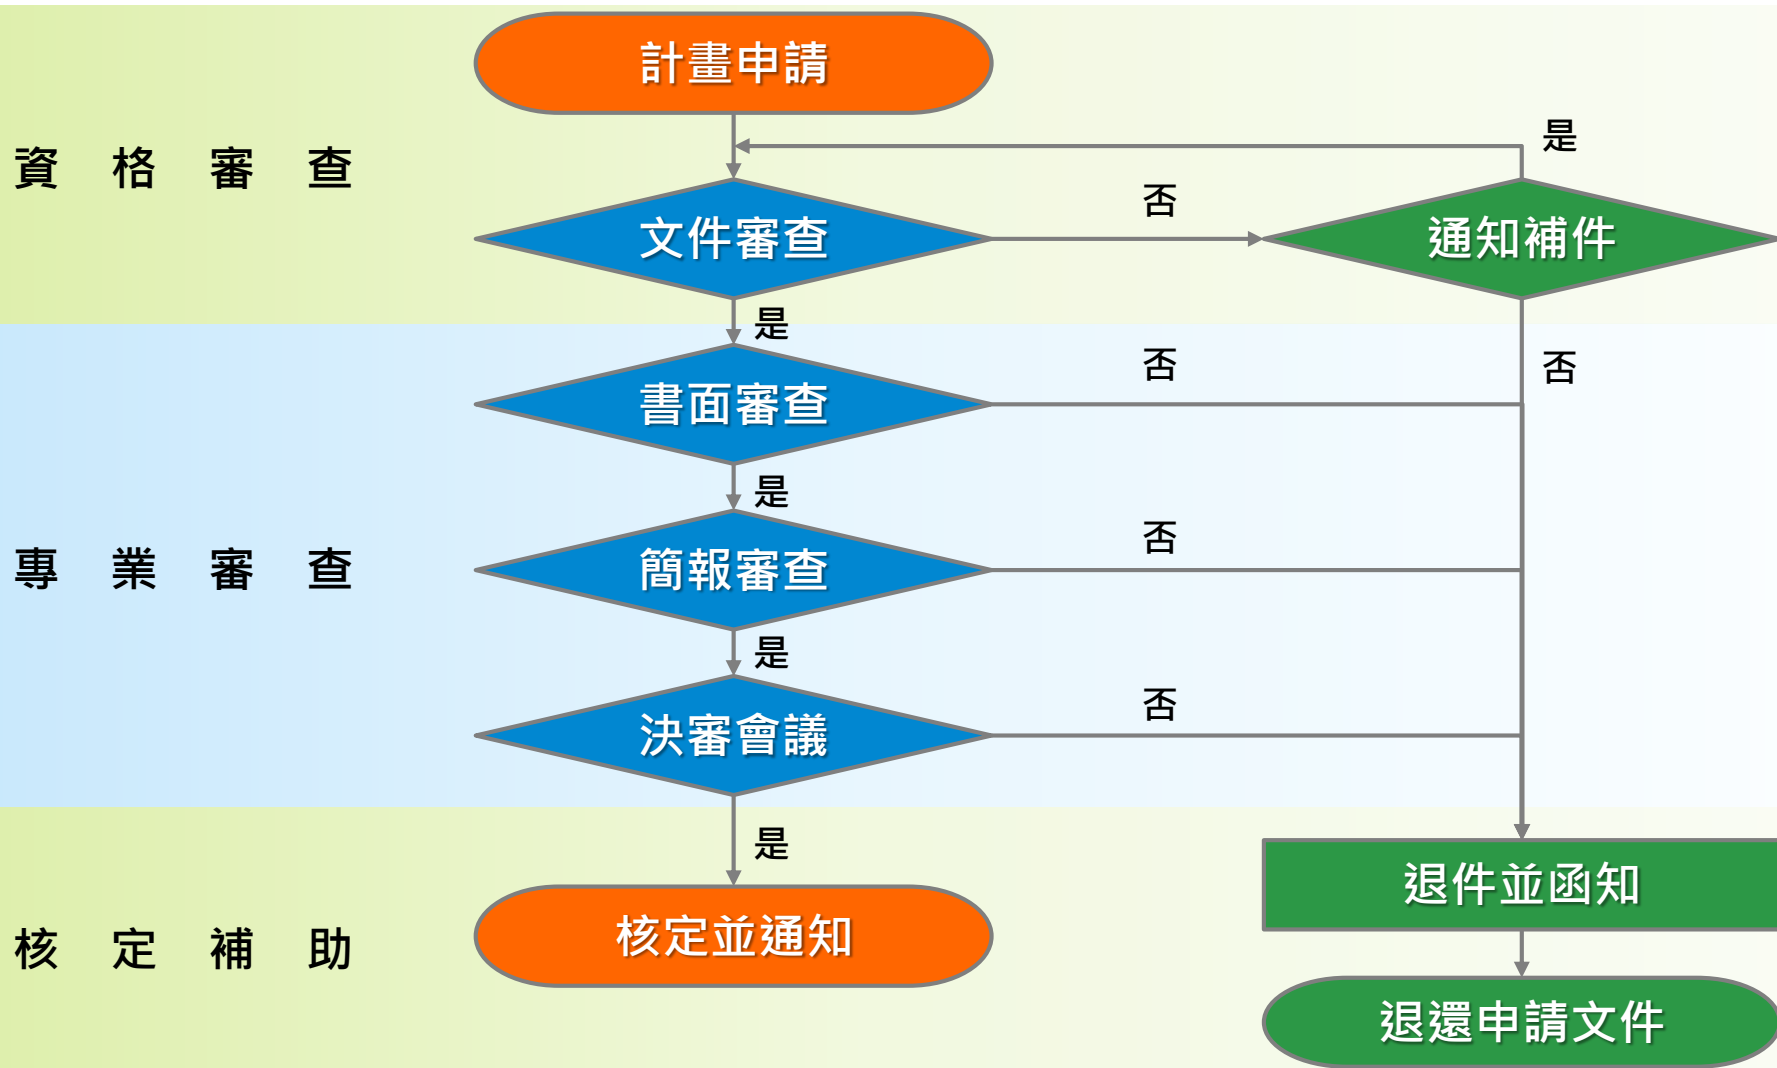 計畫申請
是
資格審查
否
文件審查
通知補件
是
否
否
書面審查
是
否
專業審查
簡報審查
是
否
決審會議
是
退件並函知
核定補助
核定並通知
退還申請文件